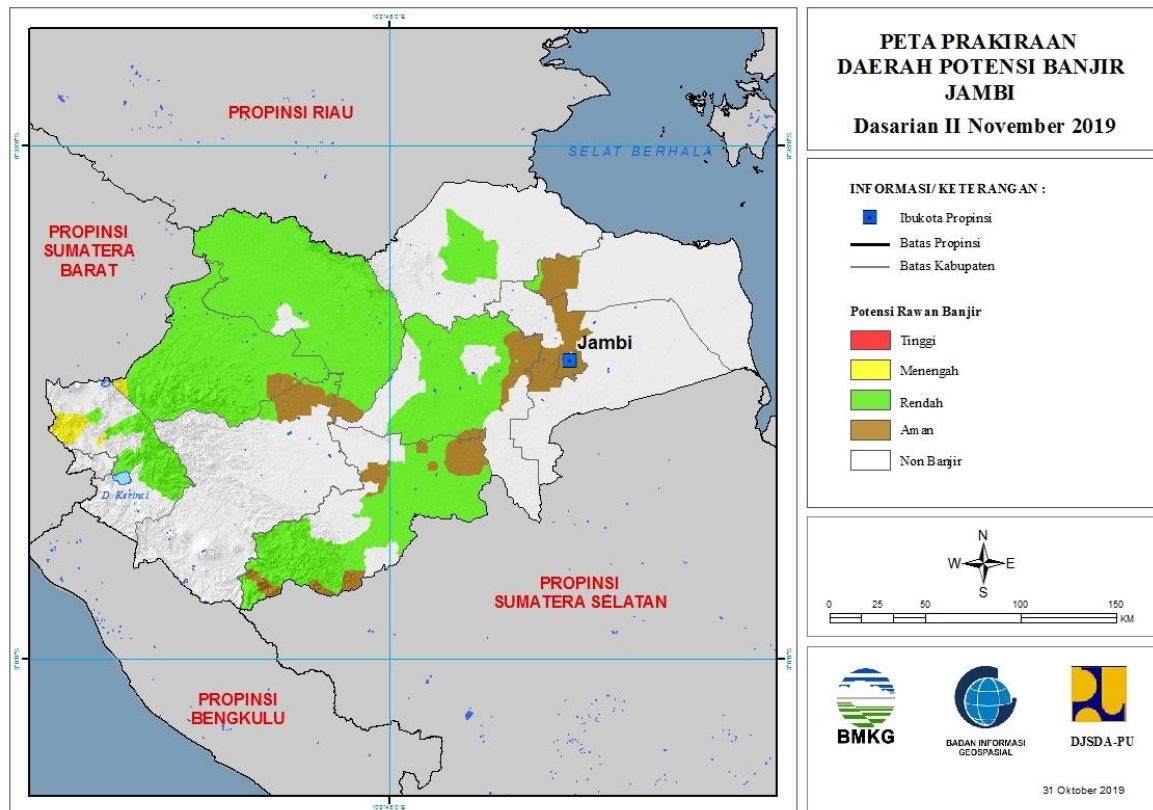 PETA PRAKIRAAN
DAERAH POTENSI BANJIR
JAMBI
Dasarian II November 2019
INFORMASI/ KETERANGAN :
Ibukota Propinsi
Batas Propinsi
Batas Kabupaten
Potensi Rawan Banjir
Tinggi
Menengah
Rendah
Aman
Non Banjir
N
W E
S
0 25 50 100 150
KM
BMKG
BADAN INFORMASI
GEOSPASIAL
DJSDA-PU
31 Oktober 2019
PROPINSI RIAU
SELAT BERHALA
PROPINSI
SUMATERA
BARAT
Jambi
D. Kerinci
PROPINSI
SUMATERA SELATAN
PROPINSI
BENGKULU